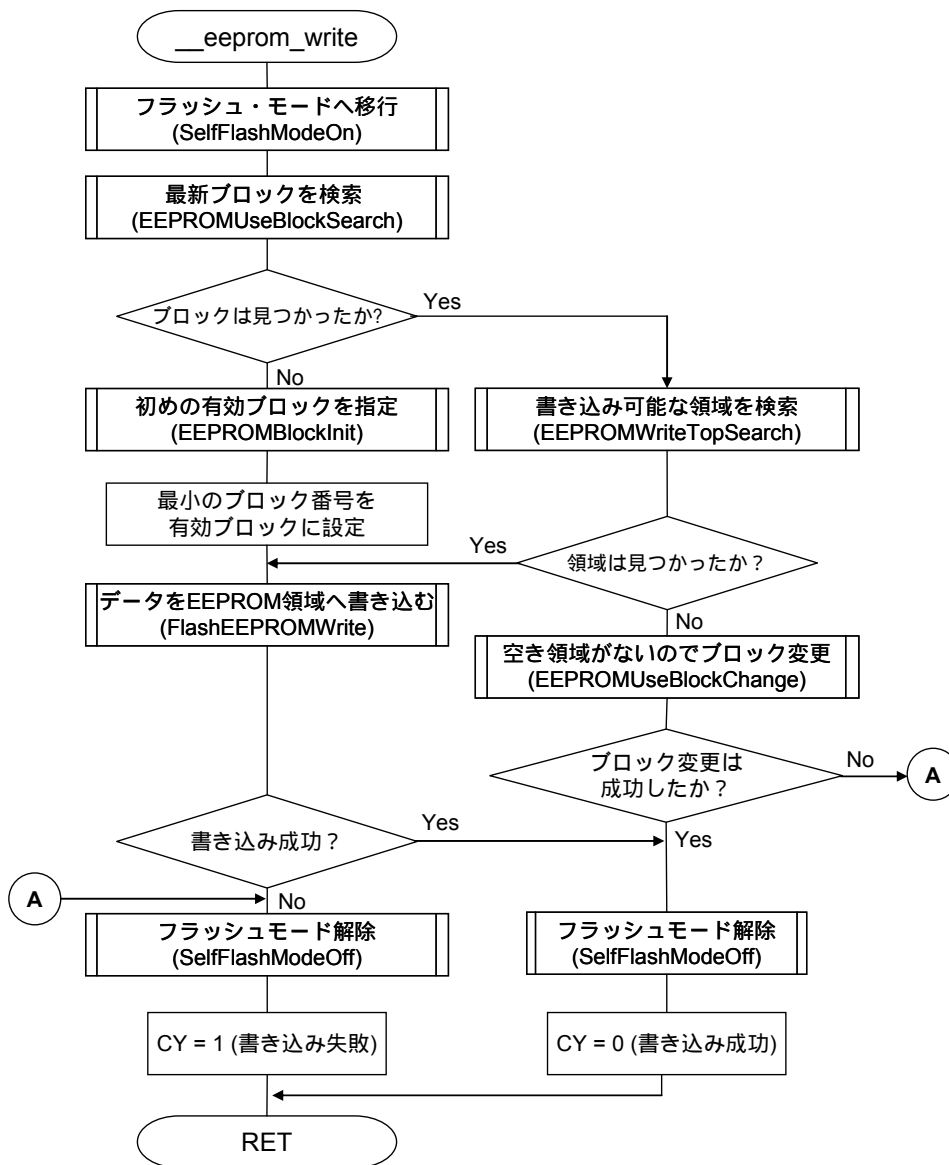 __eeprom_write
フラッシュ・モードへ移行
(SelfFlashModeOn)
最新ブロックを検索
(EEPROMUseBlockSearch)
ブロックは見つかったか?
Yes
No
初めの有効ブロックを指定
(EEPROMBlockInit)
書き込み可能な領域を検索
(EEPROMWriteTopSearch)
最小のブロック番号を
有効ブロックに設定
Yes
領域は見つかったか？
No
データをEEPROM領域へ書き込む
(FlashEEPROMWrite)
空き領域がないのでブロック変更
(EEPROMUseBlockChange)
ブロック変更は
成功したか？
No
A
書き込み成功？
Yes
Yes
A
No
フラッシュモード解除
(SelfFlashModeOff)
フラッシュモード解除
(SelfFlashModeOff)
CY = 1 (書き込み失敗)
CY = 0 (書き込み成功)
RET